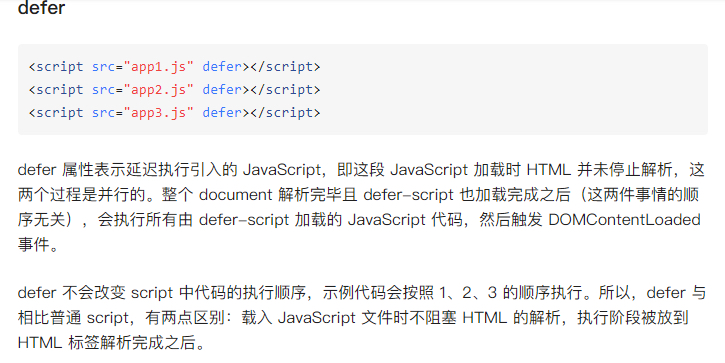 defer
<script src="app1.js" defer></script>
<script src="app2.js" defer></script>
<script src="app3.js" defer></script>
defer 属性表示延迟执行引入的 JavaScript，即这段 JavaScript 加载时 HTML 并未停止解析，这
两个过程是并行的。整个 document 解析完毕且 defer-script 也加载完成之后（这两件事情的顺
序无关），会执行所有由 defer-script 加载的 JavaScript 代码，然后触发 DOMContentLoaded
事件。
defer 不会改变 script 中代码的执行顺序，示例代码会按照 1、2、3 的顺序执行。所以，defer 与
相比普通 script，有两点区别：载入 JavaScript 文件时不阻塞 HTML 的解析，执行阶段被放到
HTML 标签解析完成之后。